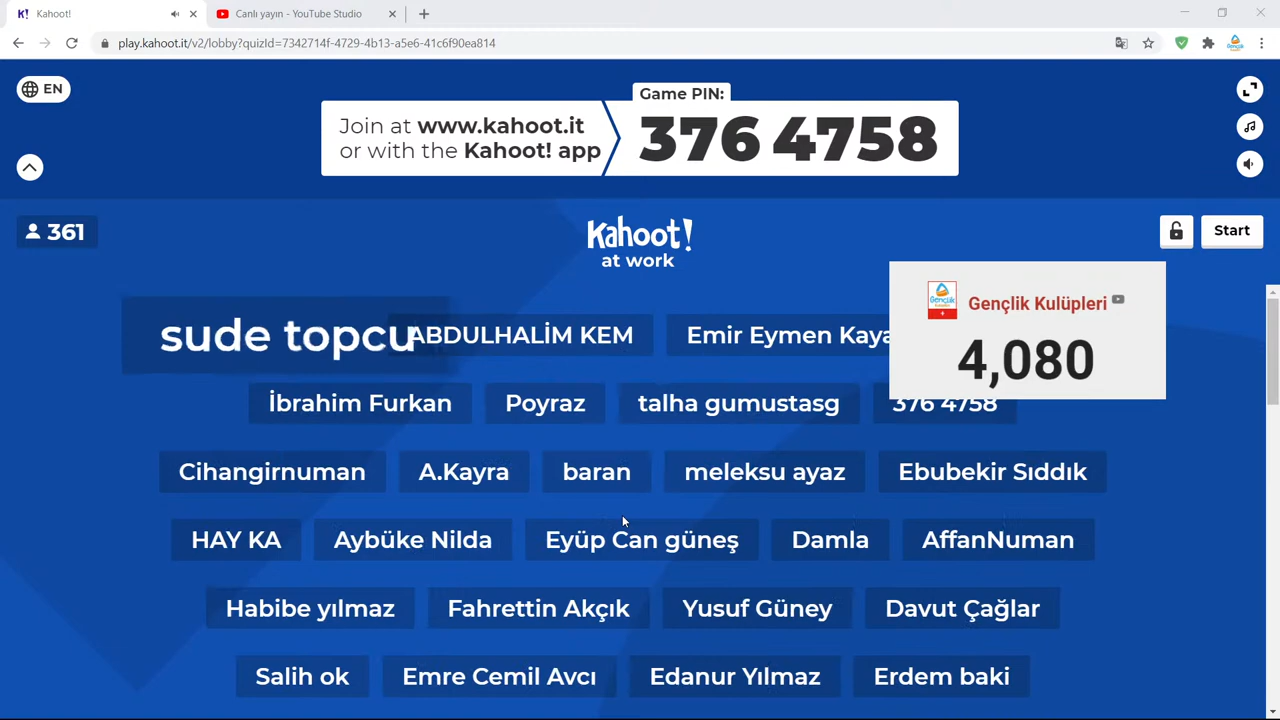 Kahoot!
Canlı yayın - YouTube Studio
play.kahoot.it/v2/lobby?quizId=7342714f-4729-4b13-a5e6-41c6f90ea814
EN
Game PIN:
Join at www.kahoot.it
or with the Kahoot! app
376 4758
361
Kahoot!
at work
Start
Gençlik Kulüpleri
4,080
sude topcu ABDULHALİM KEM Emir Eymen Kaya
İbrahim Furkan Poyraz talha gumustasg 376 4758
Cihangirnuman A.Kayra baran meleksu ayaz Ebubekir Sıddık
HAY KA Aybüke Nilda Eyüp Can güneş Damla AffanNuman
Habibe yılmaz Fahrettin Akçık Yusuf Güney Davut Çağlar
Salih ok Emre Cemil Avcı Edanur Yılmaz Erdem baki